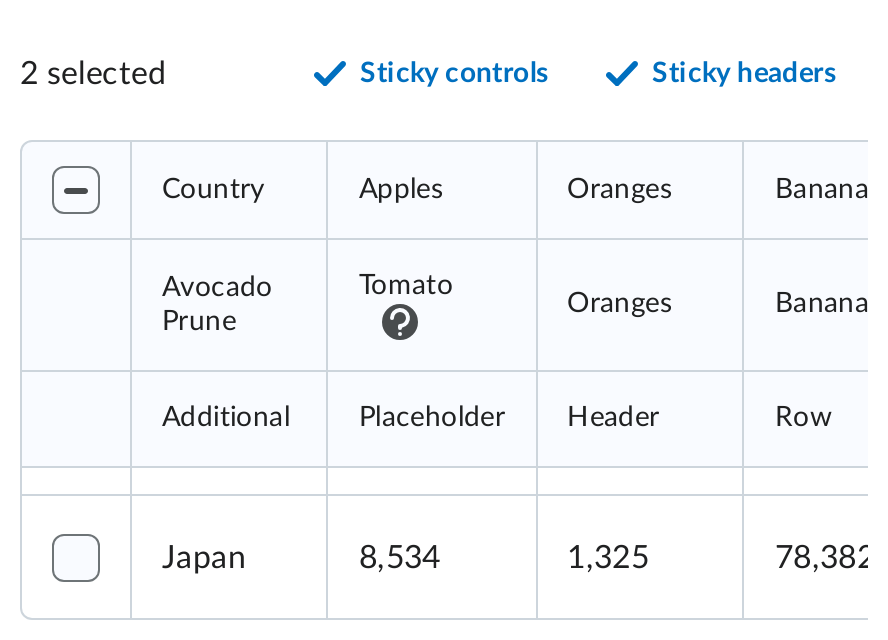 2 selected Sticky controls Sticky headers
Country Apples Oranges Banana
Avocado Tomato Oranges Banana
Prune
Additional Placeholder Header Row
Japan 8,534 1,325 78,382